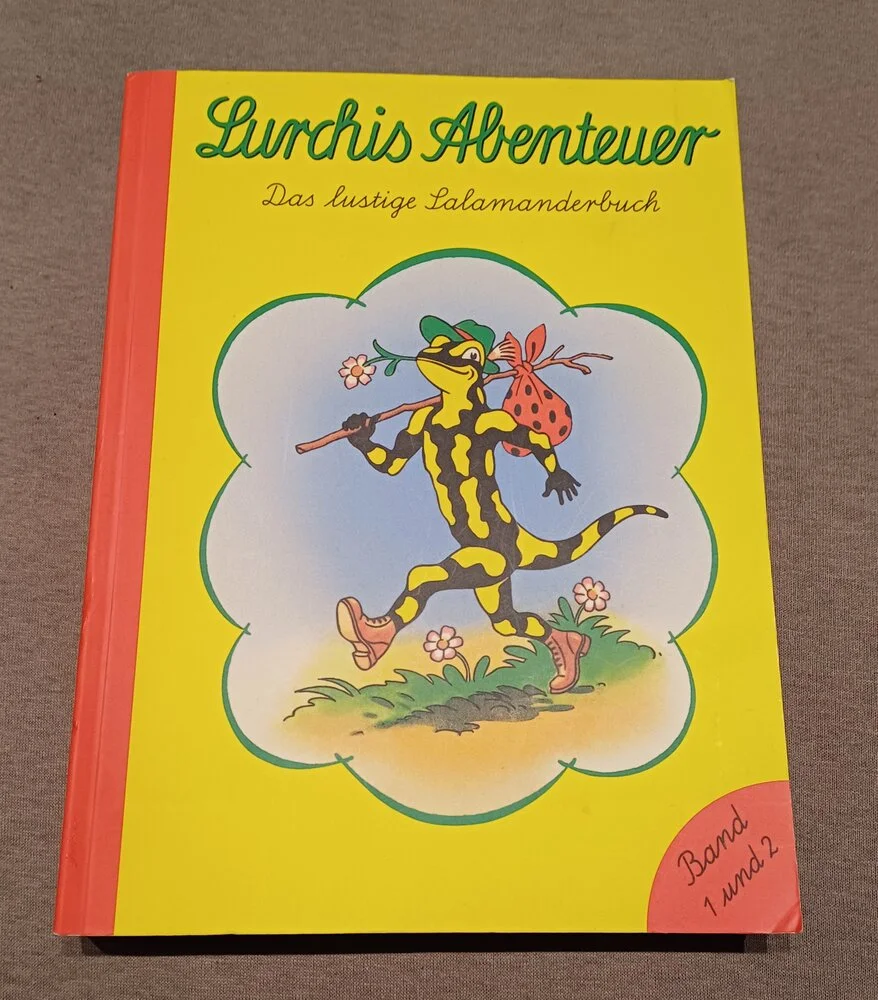 Lurchis Abenteuer
Das lustige Salamanderbuch
Band
1 und 2